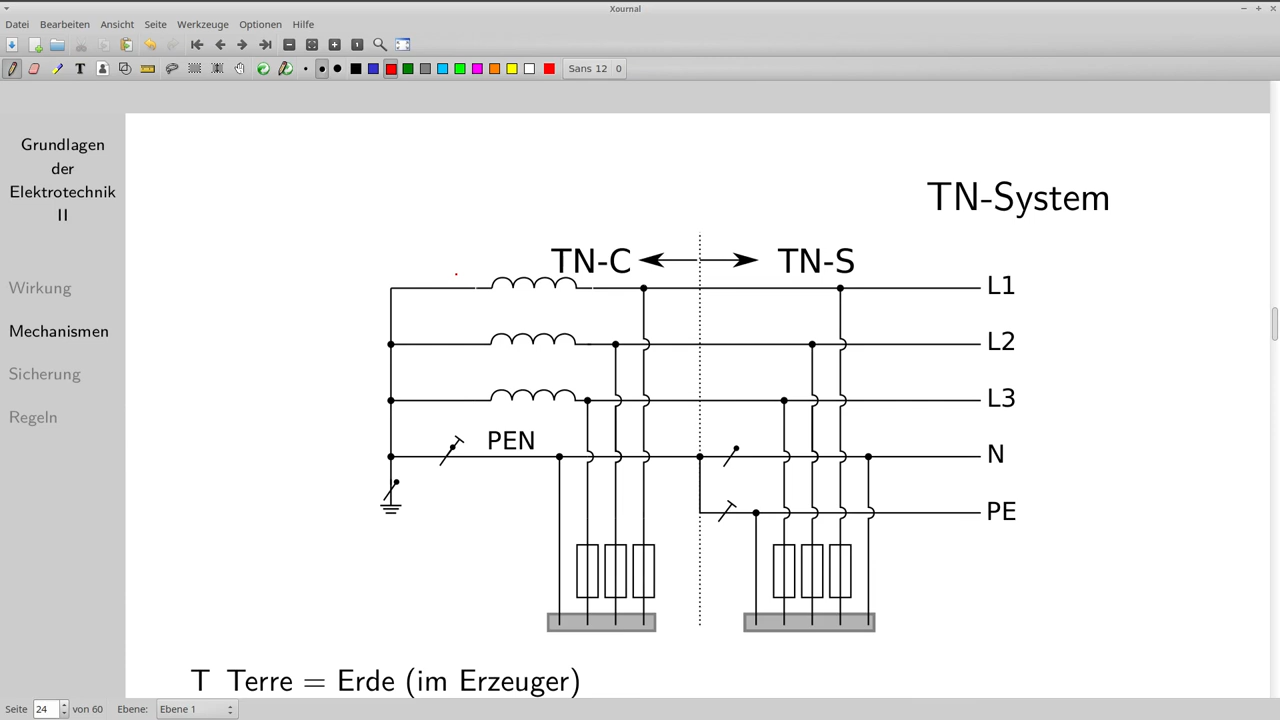 Xournal
Datei Bearbeiten Ansicht Seite Werkzeuge Optionen Hilfe
1
T Sans 12 0
Grundlagen
der
Elektrotechnik
II
Wirkung
Mechanismen
Sicherung
Regeln
TN-System
TN-C TN-S
L1
L2
L3
PEN
N
PE
T Terre = Erde (im Erzeuger)
Seite 24 von 60 Ebene: Ebene 1